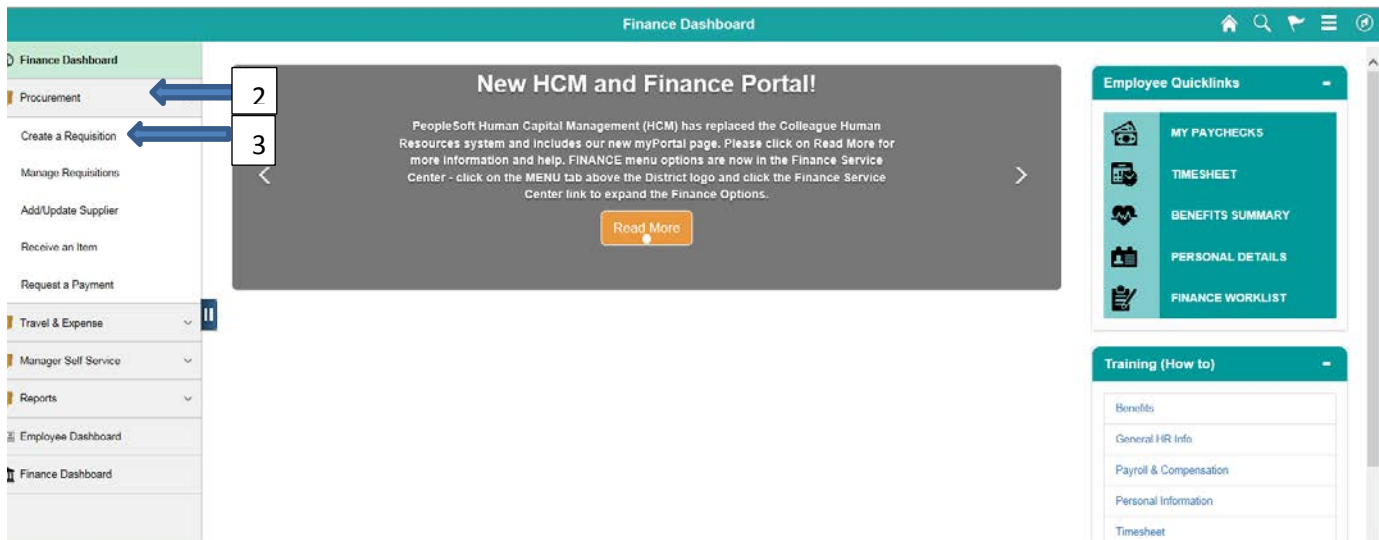 Finance Dashboard
Finance Dashboard
Procurement
2
Create a Requisition
3
Manage Requisitions
Add/Update Supplier
Receive an Item
Request a Payment
Travel & Expense
Manager Self Service
Reports
Employee Dashboard
Finance Dashboard
New HCM and Finance Portal!
PeopleSoft Human Capital Management (HCM) has replaced the Colleague Human
Resources system and includes our new myPortal page. Please click on Read More for
more information and help. FINANCE menu options are now in the Finance Service
Center - click on the MENU tab above the District logo and click the Finance Service
Center link to expand the Finance Options.
Read More
Employee Quicklinks
MY PAYCHECKS
TIMESHEET
BENEFITS SUMMARY
PERSONAL DETAILS
FINANCE WORKLIST
Training (How to)
Benefits
General HR Info
Payroll & Compensation
Personal Information
Timesheet